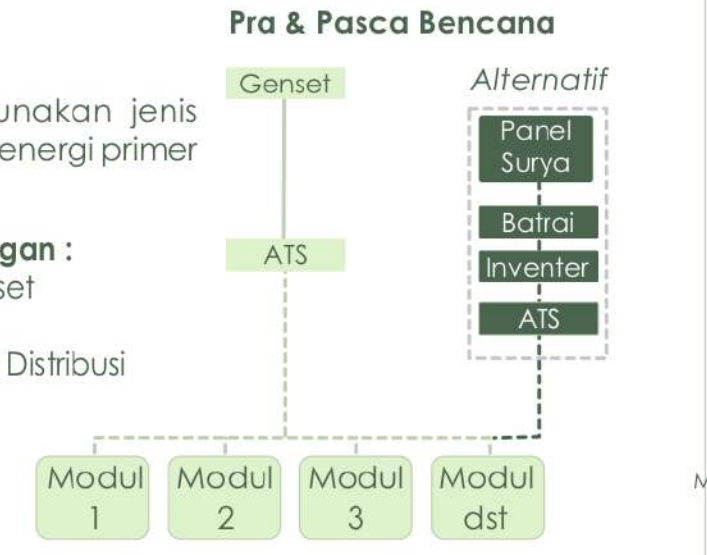 Pra & Pasca Bencana
Genset
Alternatif
unakan jenis
energi primer
Panel
Surya
gan :
set
Distribusi
ATS
Batrai
Inventer
ATS
Modul
1
Modul
2
Modul
3
Modul
dst
M